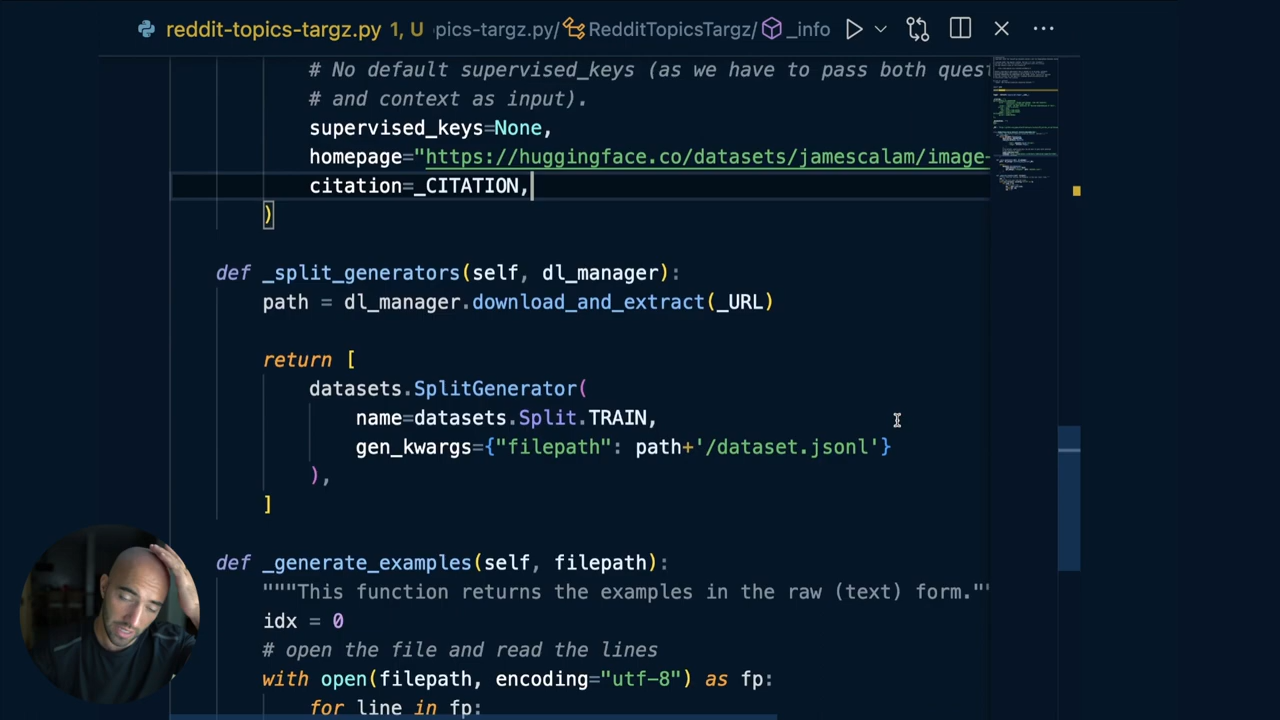 reddit-topics-targz.py 1, U pics-targz.py/ RedditTopicsTargz/ _info
# No default supervised_keys (as we have to pass both quest
# and context as input).
supervised_keys=None,
homepage="https://huggingface.co/datasets/jamescalam/image-
citation=_CITATION,
)
def _split_generators(self, dl_manager):
path = dl_manager.download_and_extract(_URL)
return [
datasets.SplitGenerator(
name=datasets.Split.TRAIN,
gen_kwargs={"filepath": path+'/dataset.jsonl'}
),
]
def _generate_examples(self, filepath):
"""This function returns the examples in the raw (text) form.""
idx = 0
# open the file and read the lines
with open(filepath, encoding="utf-8") as fp:
for line in fp: